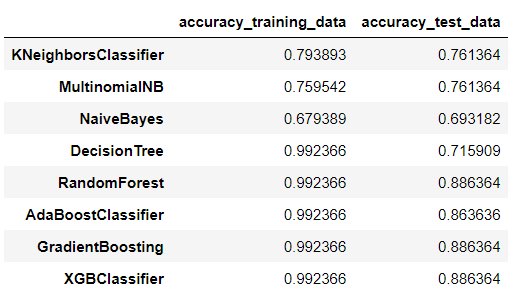 accuracy_training_data accuracy_test_data
KNeighborsClassifier 0.793893 0.761364
MultinomialNB 0.759542 0.761364
NaiveBayes 0.679389 0.693182
DecisionTree 0.992366 0.715909
RandomForest 0.992366 0.886364
AdaBoostClassifier 0.992366 0.863636
GradientBoosting 0.992366 0.886364
XGBClassifier 0.992366 0.886364